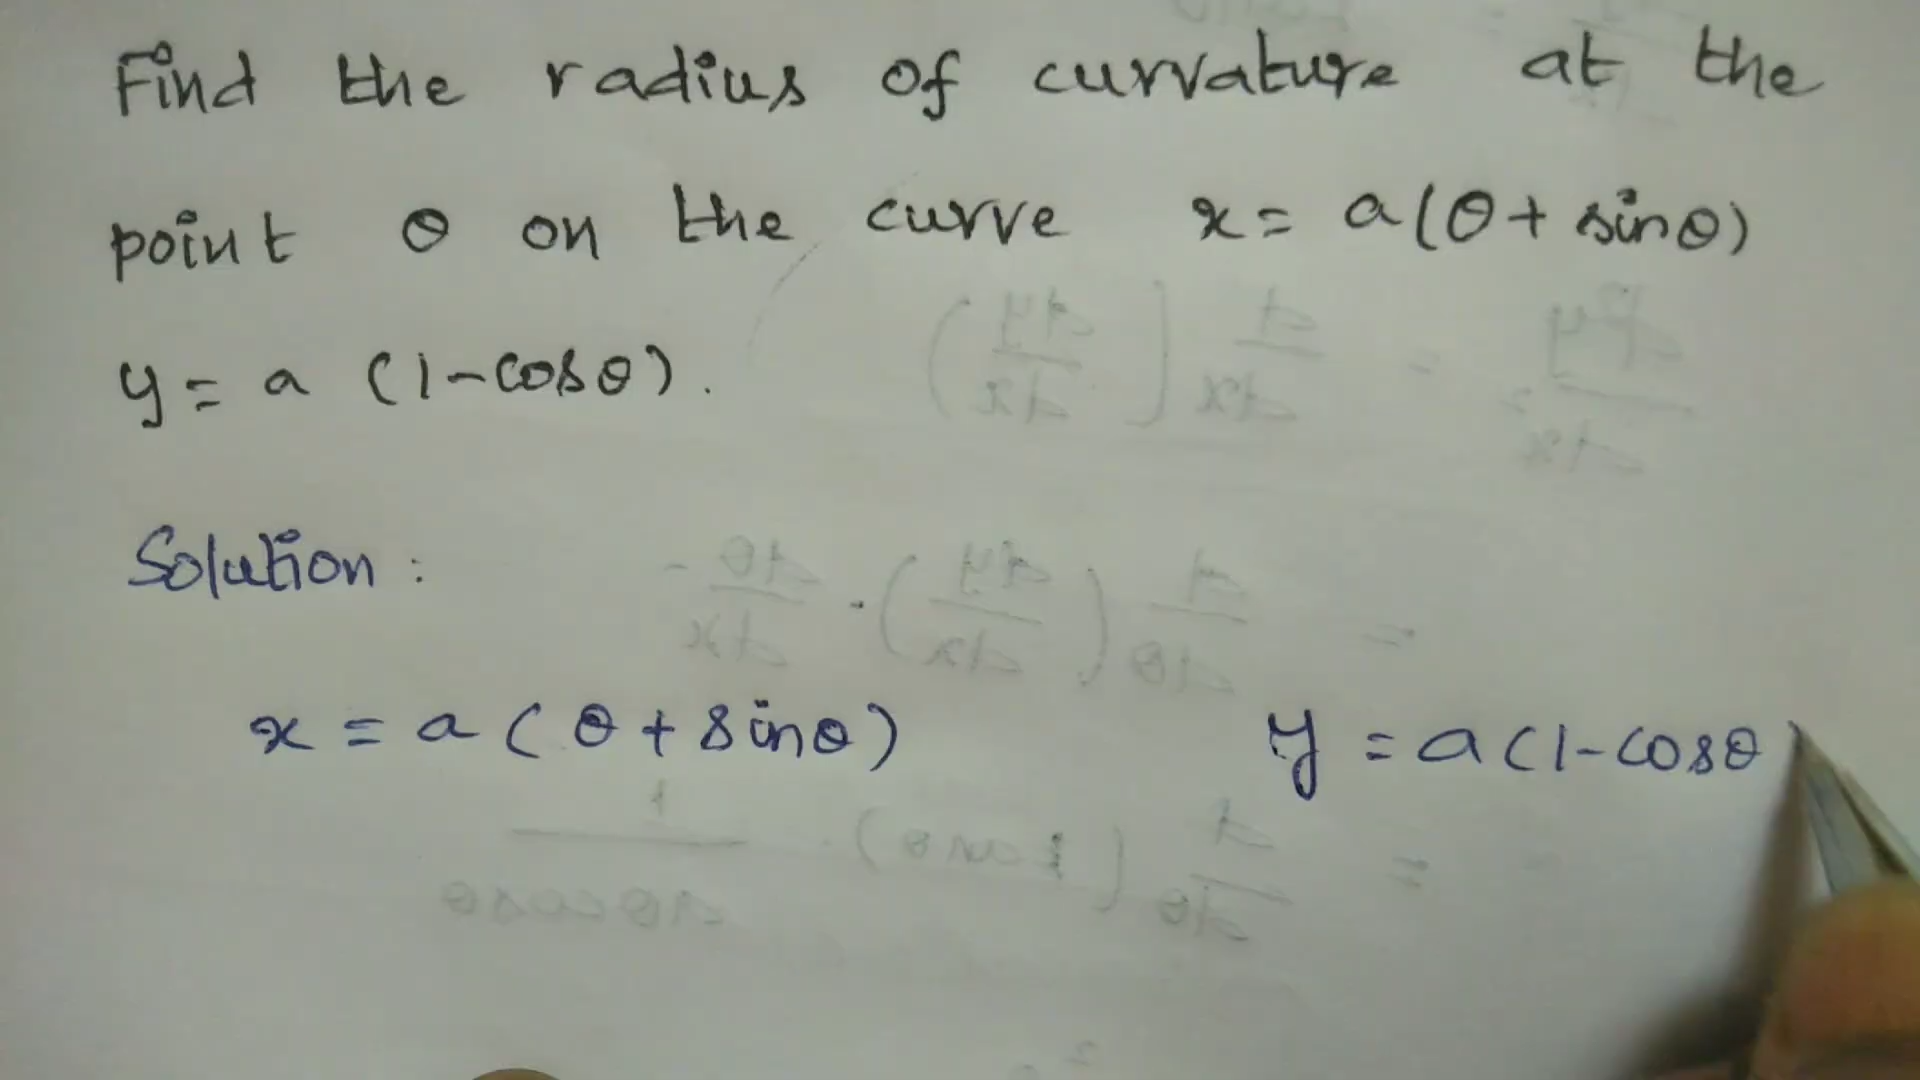 Find the radius of curvature at the
point θ on the curve x = a(θ + sinθ)
y = a (1-cosθ).
Solution :
x = a (θ + sinθ) y = a(1-cosθ)